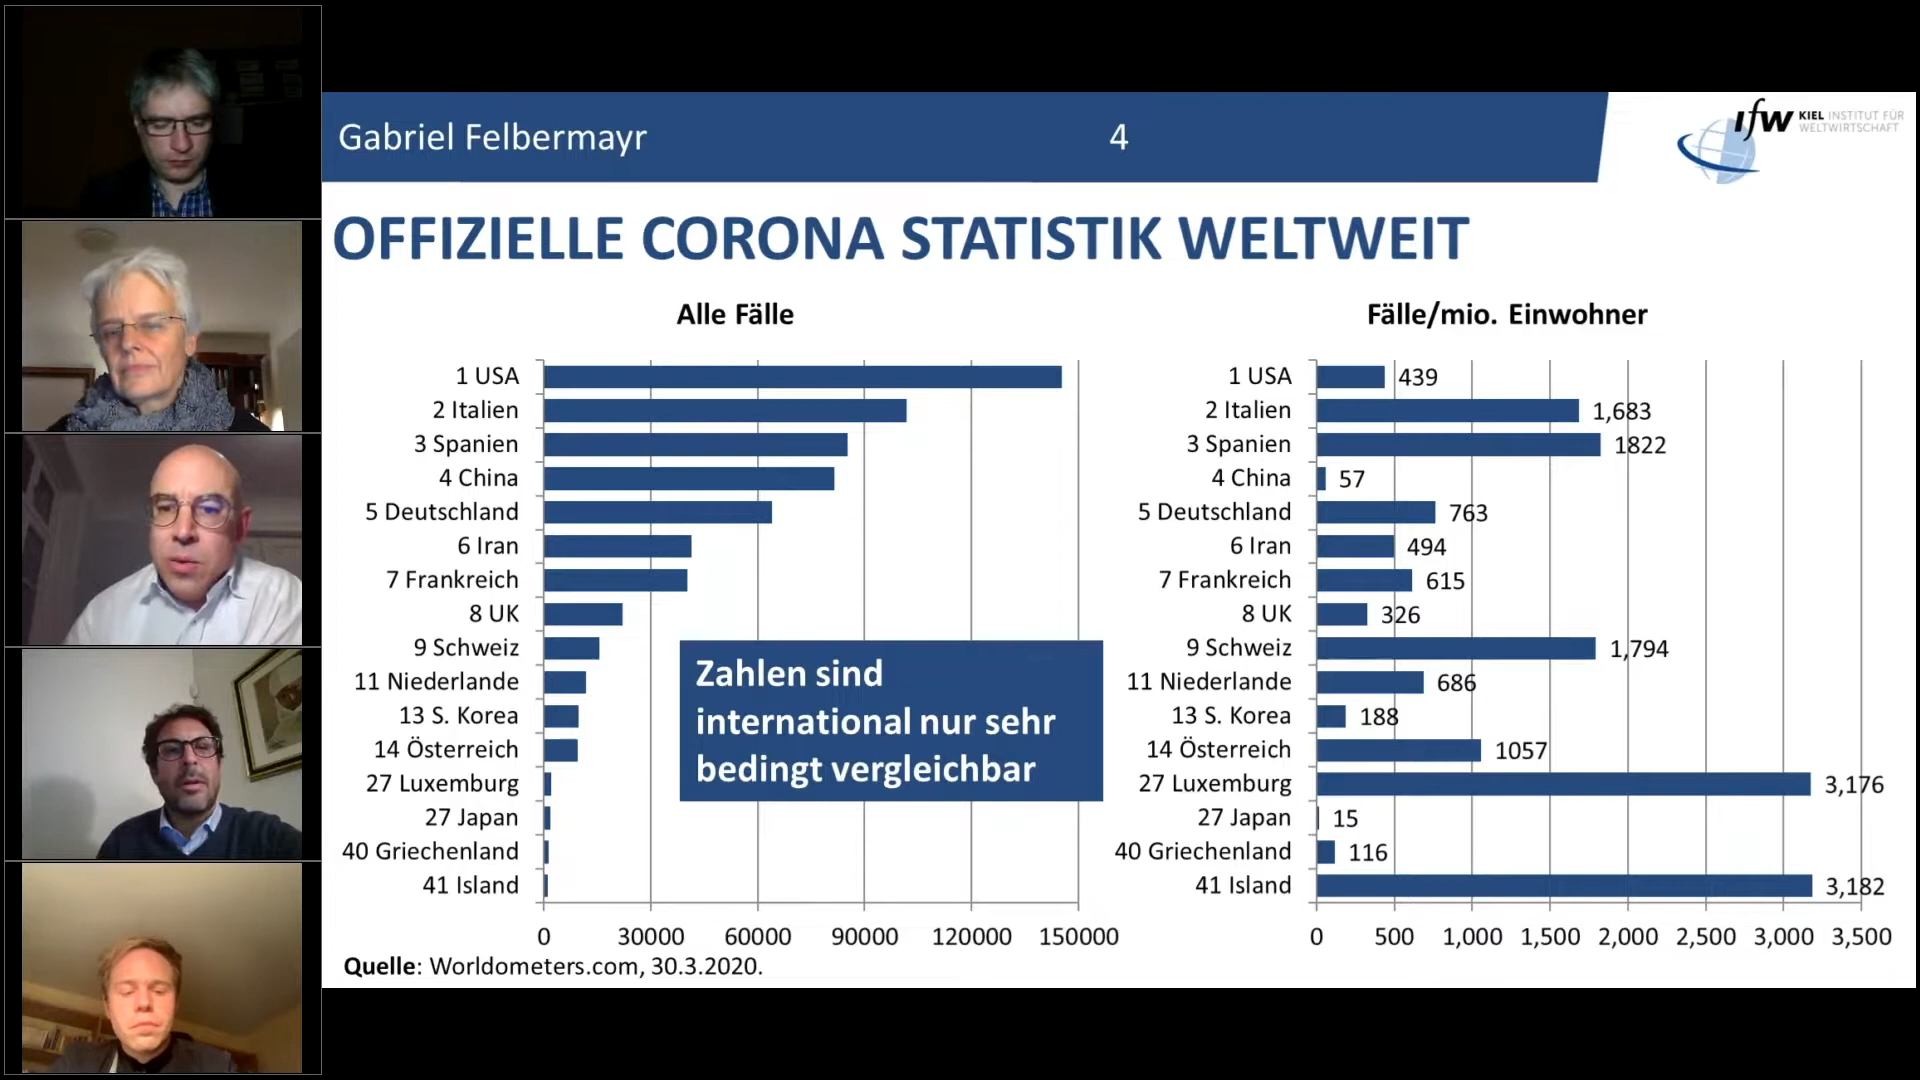 Gabriel Felbermayr
4
ifw KIEL INSTITUT FÜR
WELTWIRTSCHAFT
OFFIZIELLE CORONA STATISTIK WELTWEIT
Alle Fälle
1 USA
2 Italien
3 Spanien
4 China
5 Deutschland
6 Iran
7 Frankreich
8 UK
9 Schweiz
11 Niederlande
13 S. Korea
14 Österreich
27 Luxemburg
27 Japan
40 Griechenland
41 Island
0 30000 60000 90000 120000 150000
Zahlen sind
international nur sehr
bedingt vergleichbar
Fälle/mio. Einwohner
1 USA 439
2 Italien 1,683
3 Spanien 1822
4 China 57
5 Deutschland 763
6 Iran 494
7 Frankreich 615
8 UK 326
9 Schweiz 1,794
11 Niederlande 686
13 S. Korea 188
14 Österreich 1057
27 Luxemburg 3,176
27 Japan 15
40 Griechenland 116
41 Island 3,182
0 500 1,000 1,500 2,000 2,500 3,000 3,500
Quelle: Worldometers.com, 30.3.2020.